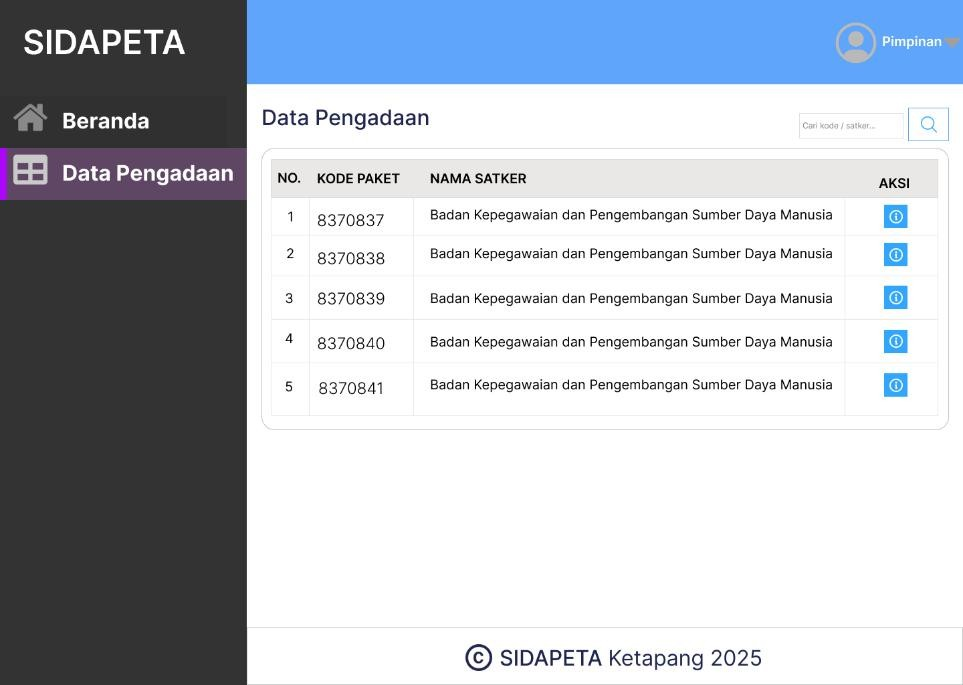 SIDAPETA
Pimpinan
Beranda
Data Pengadaan
Data Pengadaan
Cari kode / satker...
NO. KODE PAKET NAMA SATKER AKSI
1 8370837 Badan Kepegawaian dan Pengembangan Sumber Daya Manusia
2 8370838 Badan Kepegawaian dan Pengembangan Sumber Daya Manusia
3 8370839 Badan Kepegawaian dan Pengembangan Sumber Daya Manusia
4 8370840 Badan Kepegawaian dan Pengembangan Sumber Daya Manusia
5 8370841 Badan Kepegawaian dan Pengembangan Sumber Daya Manusia
© SIDAPETA Ketapang 2025